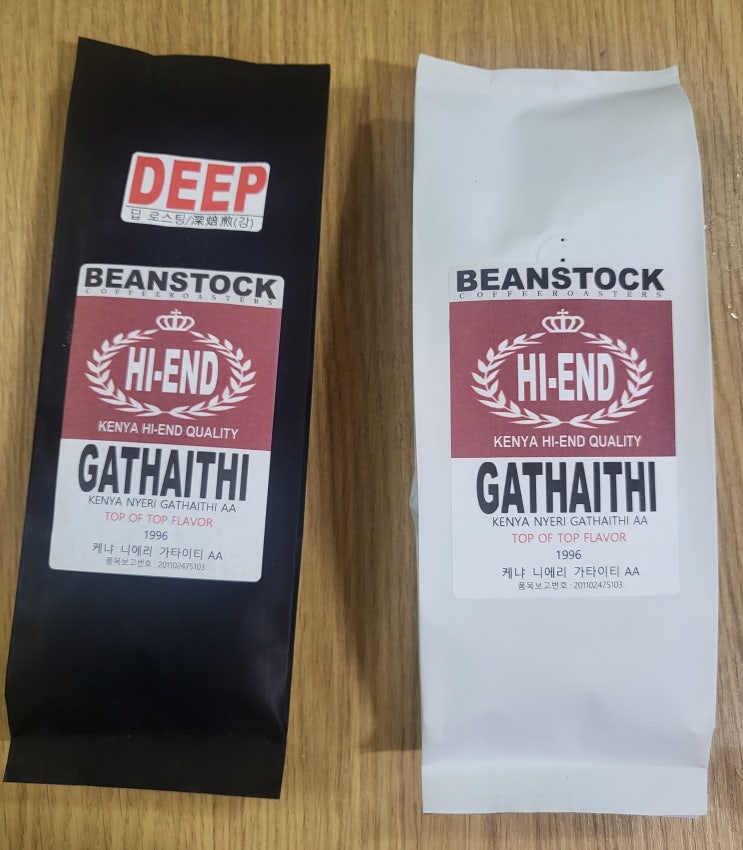 DEEP
딥 로스팅/深焙煎(강)
BEANSTOCK
COFFEEROASTERS
HI-END
KENYA HI-END QUALITY
GATHAITHI
KENYA NYERI GATHAITHI AA
TOP OF TOP FLAVOR
1996
케냐 니에리 가타이티 AA
품목보고번호 : 201102475103
BEANSTOCK
COFFEEROASTERS
HI-END
KENYA HI-END QUALITY
GATHAITHI
KENYA NYERI GATHAITHI AA
TOP OF TOP FLAVOR
1996
케냐 니에리 가타이티 AA
품목보고번호 : 201102475103